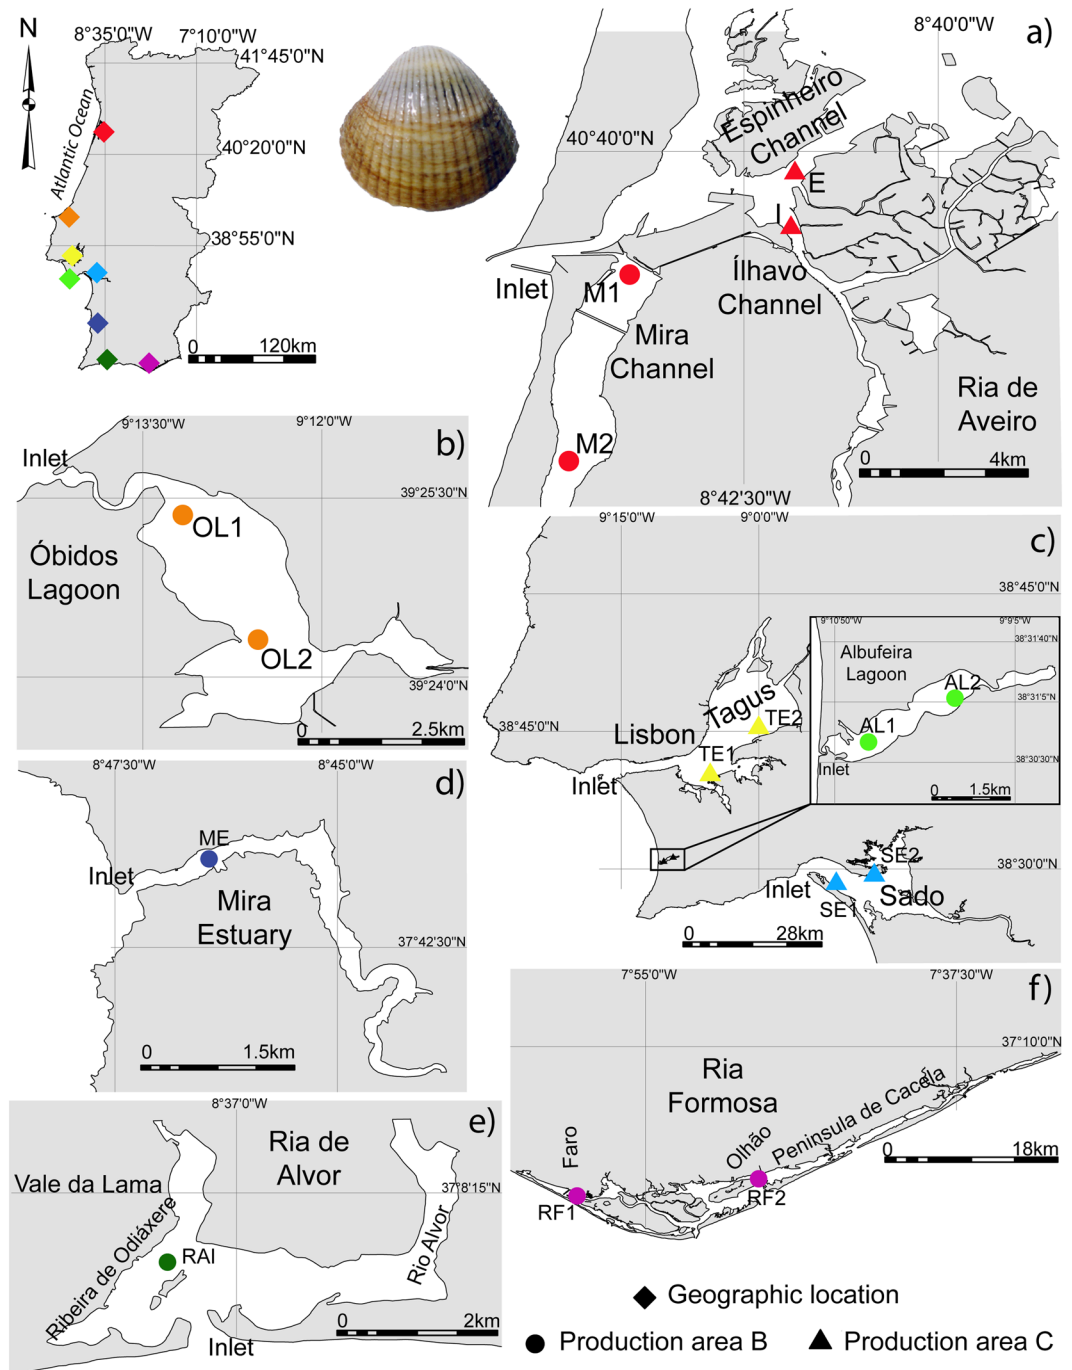 N
8°35'0"W
7°10'0"W
41°45'0"N
Atlantic Ocean
40°20'0"N
38°55'0"N
0
120km
a)
8°40'0"W
40°40'0"N
Espinheiro
Channel
E
I
Inlet
M1
Ílhavo
Channel
Mira
Channel
Ria de
Aveiro
M2
0
4km
8°42'30"W
b)
9°13'30"W
9°12'0"W
Inlet
39°25'30"N
OL1
Óbidos
Lagoon
OL2
39°24'0"N
0
2.5km
c)
9°15'0"W
9°0'0"W
38°45'0"N
9°10'50"W
9°9'5"W
38°31'40"N
Albufeira
Lagoon
AL2
38°31'5"N
AL1
Inlet
38°30'30"N
0
1.5km
Tagus
TE2
38°45'0"N
Lisbon
TE1
Inlet
38°30'0"N
SE2
Inlet
Sado
SE1
0
28km
d)
8°47'30"W
8°45'0"W
ME
Inlet
Mira
Estuary
37°42'30"N
0
1.5km
e)
8°37'0"W
Ria de
Alvor
Vale da Lama
37°8'15"N
Ribeira de Odiáxere
RAI
Rio Alvor
Inlet
0
2km
f)
7°55'0"W
7°37'30"W
37°10'0"N
Ria
Formosa
Faro
Olhão
Peninsula de Cacela
RF1
RF2
0
18km
Geographic location
Production area B
Production area C